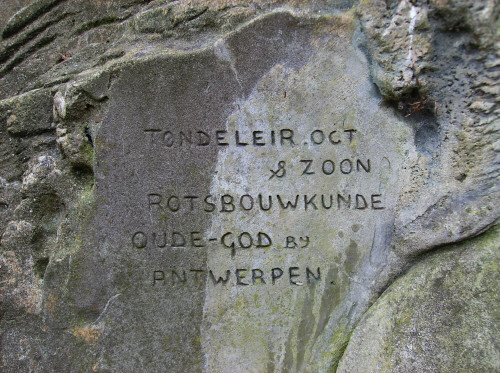 TONDELEIR. OCT
& ZOON
ROTSBOUWKUNDE
OUDE-GOD BY
ANTWERPEN.